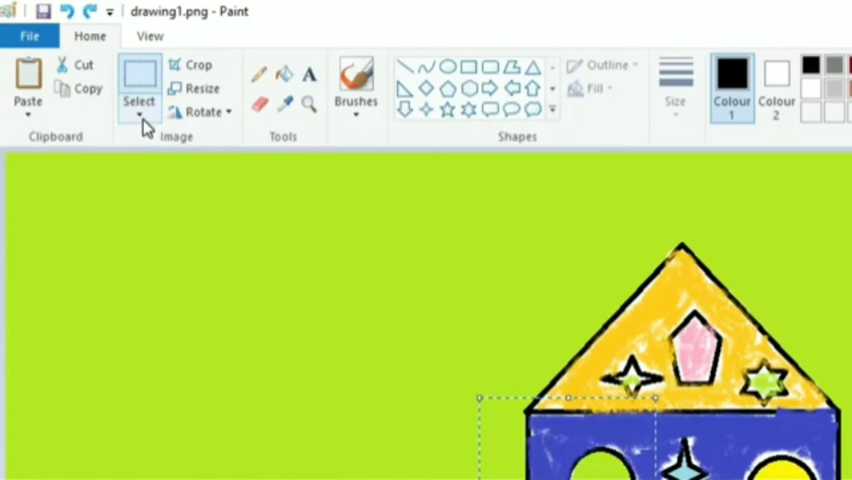 drawing1.png - Paint
File
Home
View
Paste
Cut
Copy
Clipboard
Select
Crop
Resize
Rotate
Image
A
Tools
Brushes
Shapes
Outline
Fill
Size
Colour
1
Colour
2